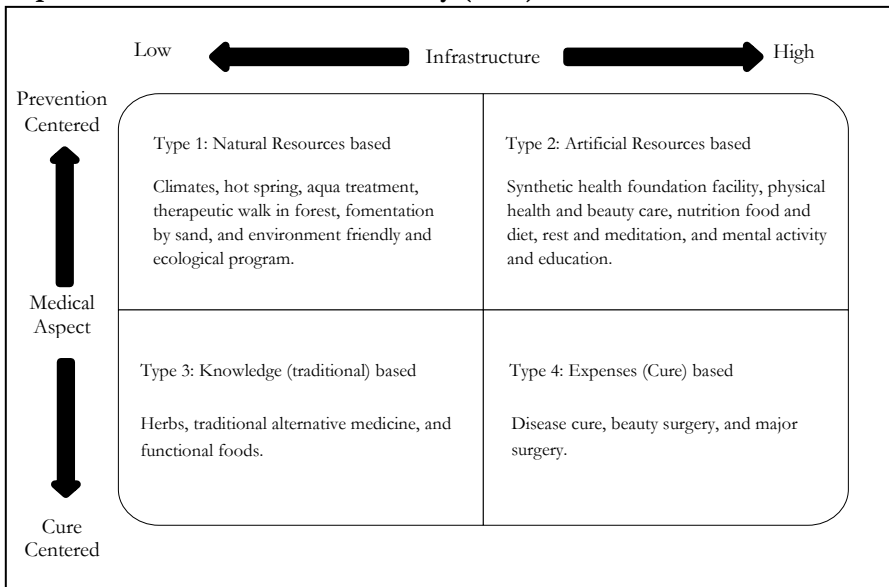 Low
Infrastructure
High
Prevention
Centered
Type 1: Natural Resources based
Climates, hot spring, aqua treatment,
therapeutic walk in forest, fomentation
by sand, and environment friendly and
ecological program.
Type 2: Artificial Resources based
Synthetic health foundation facility, physical
health and beauty care, nutrition food and
diet, rest and meditation, and mental activity
and education.
Medical
Aspect
Type 3: Knowledge (traditional) based
Herbs, traditional alternative medicine, and
functional foods.
Type 4: Expenses (Cure) based
Disease cure, beauty surgery, and major
surgery.
Cure
Centered